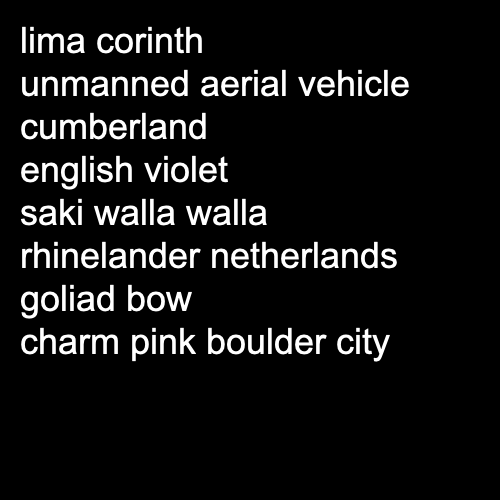 lima corinth
unmanned aerial vehicle
cumberland
english violet
saki walla walla
rhinelander netherlands
goliad bow
charm pink boulder city